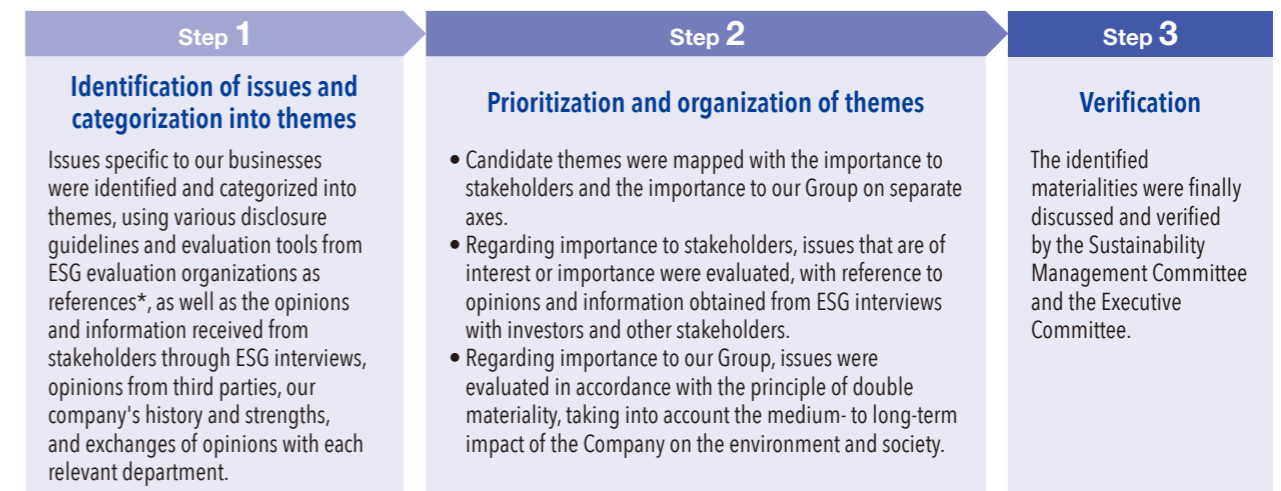 Step 1
Identification of issues and
categorization into themes
Issues specific to our businesses
were identified and categorized into
themes, using various disclosure
guidelines and evaluation tools from
ESG evaluation organizations as
references*, as well as the opinions
and information received from
stakeholders through ESG interviews,
opinions from third parties, our
company's history and strengths,
and exchanges of opinions with each
relevant department.
Step 2
Prioritization and organization of themes
• Candidate themes were mapped with the importance to
stakeholders and the importance to our Group on separate
axes.
• Regarding importance to stakeholders, issues that are of
interest or importance were evaluated, with reference to
opinions and information obtained from ESG interviews
with investors and other stakeholders.
• Regarding importance to our Group, issues were
evaluated in accordance with the principle of double
materiality, taking into account the medium- to long-term
impact of the Company on the environment and society.
Step 3
Verification
The identified
materialities were finally
discussed and verified
by the Sustainability
Management Committee
and the Executive
Committee.